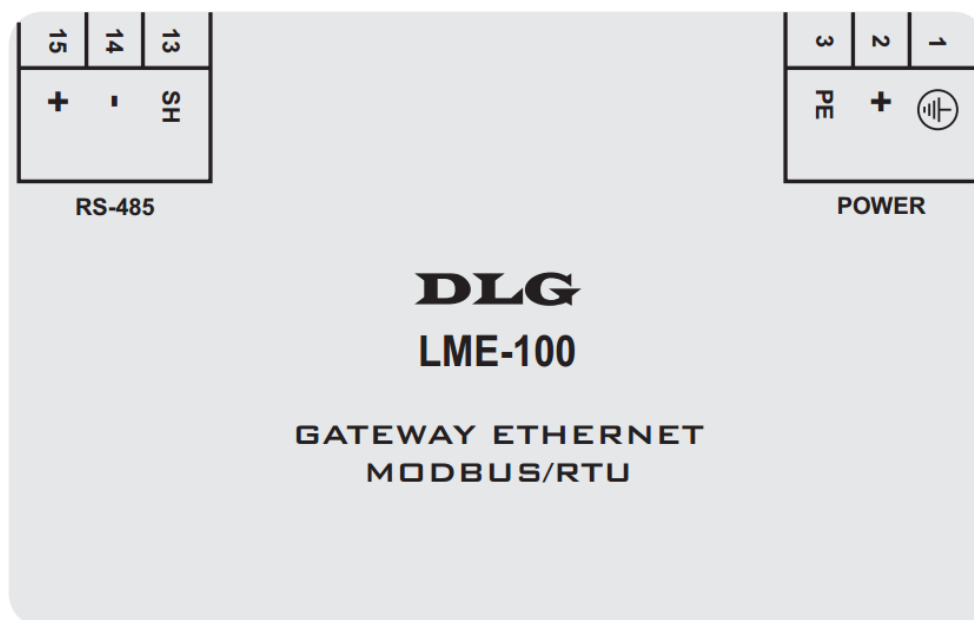 15 14 13
+ - SH
RS-485
3 2 1
PE +
POWER
DLG
LME-100
GATEWAY ETHERNET
MODBUS/RTU